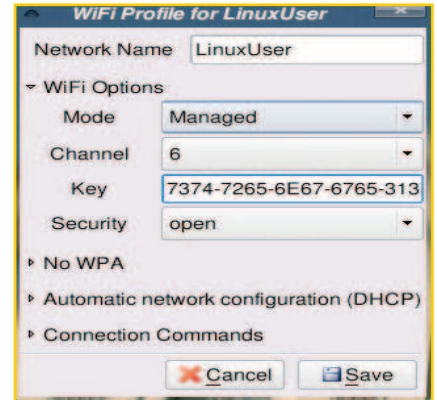 WiFi Profile for LinuxUser
Network Name LinuxUser
WiFi Options
Mode Managed
Channel 6
Key 7374-7265-6E67-6765-313
Security open
No WPA
Automatic network configuration (DHCP)
Connection Commands
Cancel Save